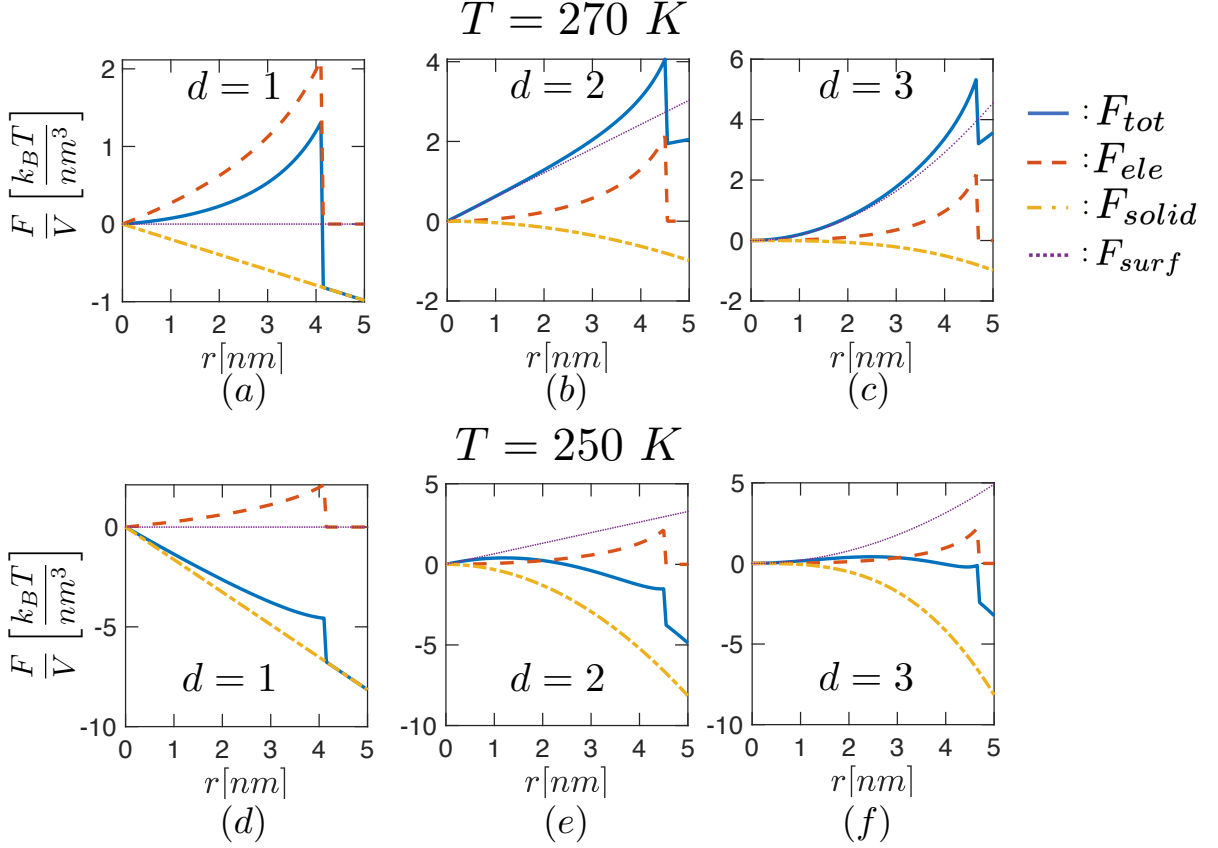 T = 270 K
d = 1
d = 2
d = 3
: F_tot
: F_ele
: F_solid
: F_surf
F/V [k_BT/nm³]
2
1
0
-1
0 1 2 3 4 5
r[nm]
(a)
4
2
0
-2
0 1 2 3 4 5
r[nm]
(b)
6
4
2
0
-2
0 1 2 3 4 5
r[nm]
(c)
T = 250 K
F/V [k_BT/nm³]
0
-5
-10
d = 1
0 1 2 3 4 5
r[nm]
(d)
5
0
-5
-10
d = 2
0 1 2 3 4 5
r[nm]
(e)
5
0
-5
-10
d = 3
0 1 2 3 4 5
r[nm]
(f)